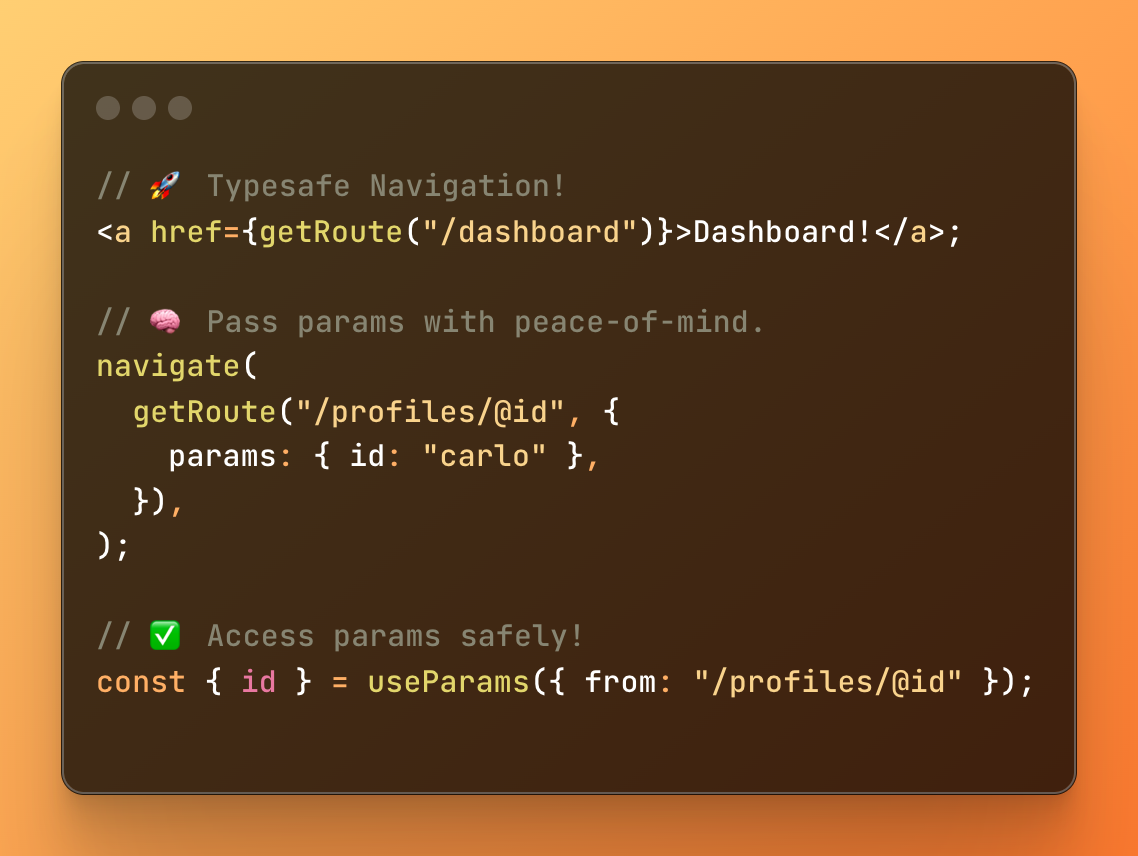 // 🚀 Typesafe Navigation!
<a href={getRoute("/dashboard")}>Dashboard!</a>;
// 🧠 Pass params with peace-of-mind.
navigate(
  getRoute("/profiles/@id", {
    params: { id: "carlo" },
  }),
);
// ✅ Access params safely!
const { id } = useParams({ from: "/profiles/@id" });